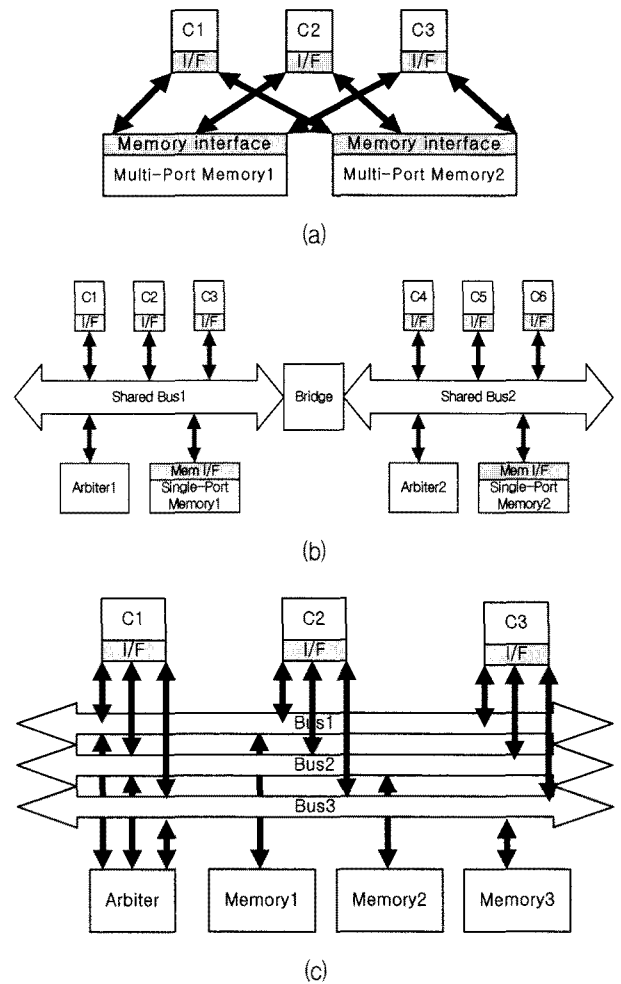 C1 C2 C3
I/F I/F I/F
Memory interface Memory interface
Multi-Port Memory1 Multi-Port Memory2
(a)
C1 C2 C3 C4 C5 C6
I/F I/F I/F I/F I/F I/F
Shared Bus1 Bridge Shared Bus2
Arbiter1 Mem I/F Arbiter2 Mem I/F
Single-Port Single-Port
Memory1 Memory2
(b)
C1 C2 C3
I/F I/F I/F
Bus1
Bus2
Bus3
Arbiter Memory1 Memory2 Memory3
(c)